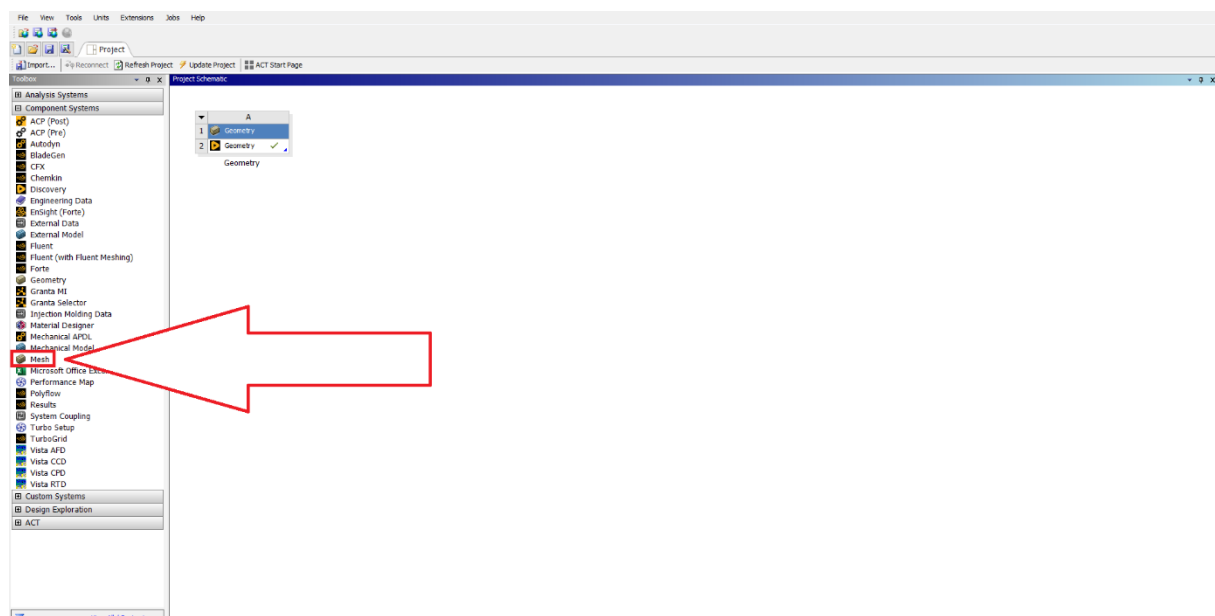 File View Tools Units Extensions Jobs Help
Project
Import... Reconnect Refresh Project Update Project ACT Start Page
Toolbox
Project Schematic
Analysis Systems
Component Systems
ACP (Post)
ACP (Pre)
Autodyn
BladeGen
CFX
Chemkin
Discovery
Engineering Data
EnSight (Forte)
External Data
External Model
Fluent
Fluent (with Fluent Meshing)
Forte
Geometry
Granta MI
Granta Selector
Injection Molding Data
Material Designer
Mechanical APDL
Mechanical Model
Mesh
Microsoft Office
Performance Map
Polyflow
Results
System Coupling
Turbo Setup
TurboGrid
Vista AFD
Vista CCD
Vista CPD
Vista RTD
Custom Systems
Design Exploration
ACT
A
1 Geometry
2 Geometry
Geometry